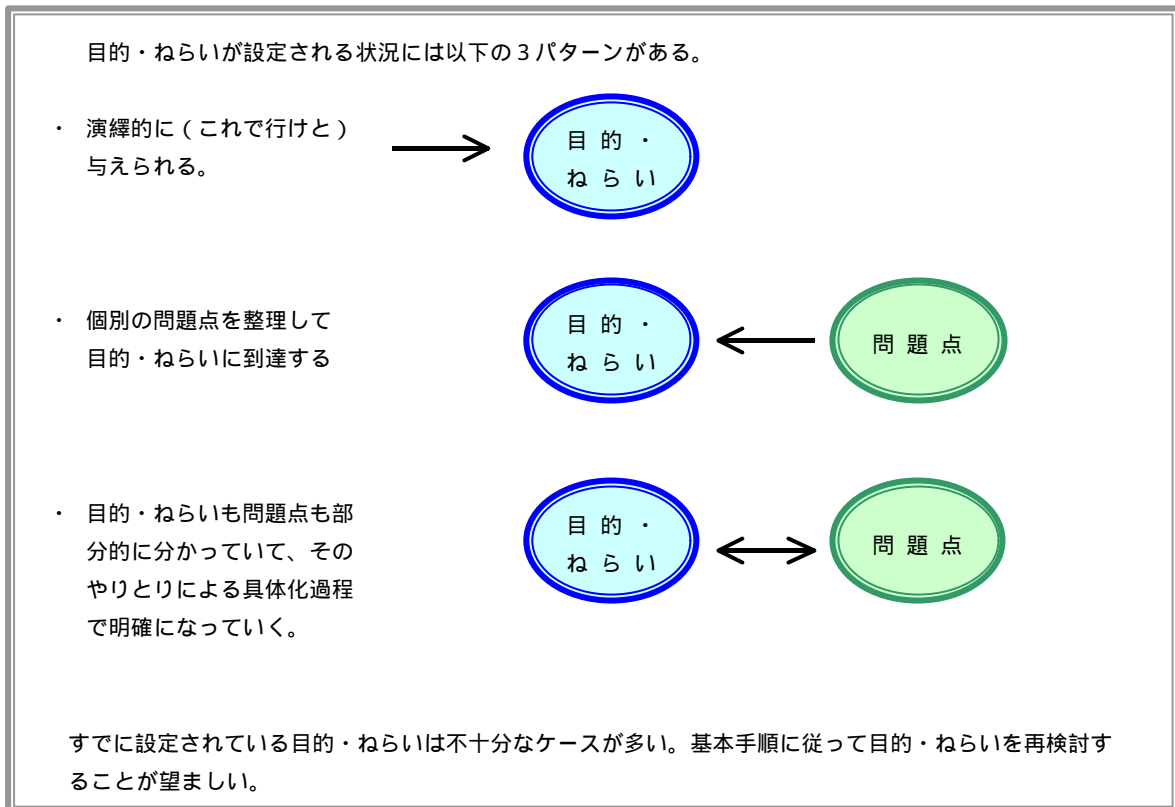 目的・ねらいが設定される状況には以下の３パターンがある。
・ 演繹的に（これで行けと）
与えられる。
目 的 ・
ね ら い
・ 個別の問題点を整理して
目的・ねらいに到達する
目 的 ・
ね ら い
問 題 点
・ 目的・ねらいも問題点も部
分的に分かっていて、その
やりとりによる具体化過程
で明確になっていく。
目 的 ・
ね ら い
問 題 点
すでに設定されている目的・ねらいは不十分なケースが多い。基本手順に従って目的・ねらいを再検討す
ることが望ましい。